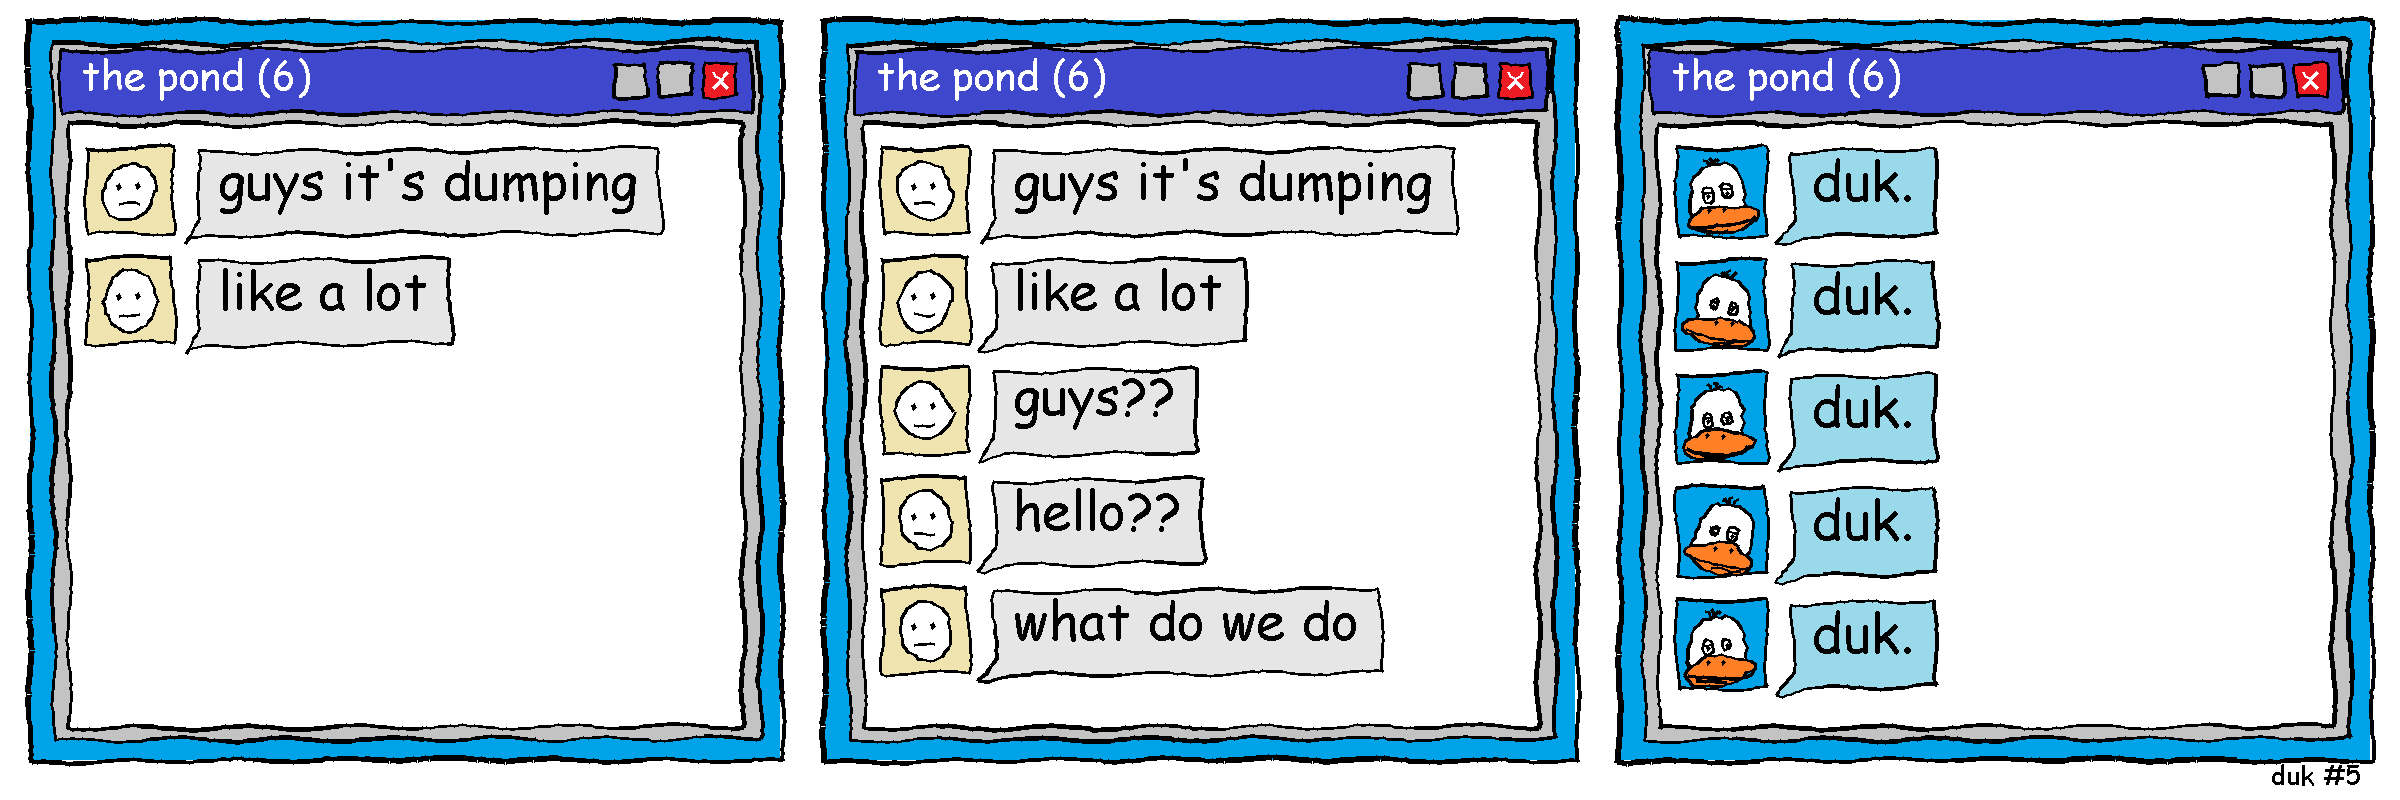 the pond (6)
guys it's dumping
like a lot
the pond (6)
guys it's dumping
like a lot
guys??
hello??
what do we do
the pond (6)
duk.
duk.
duk.
duk.
duk.
duk #5